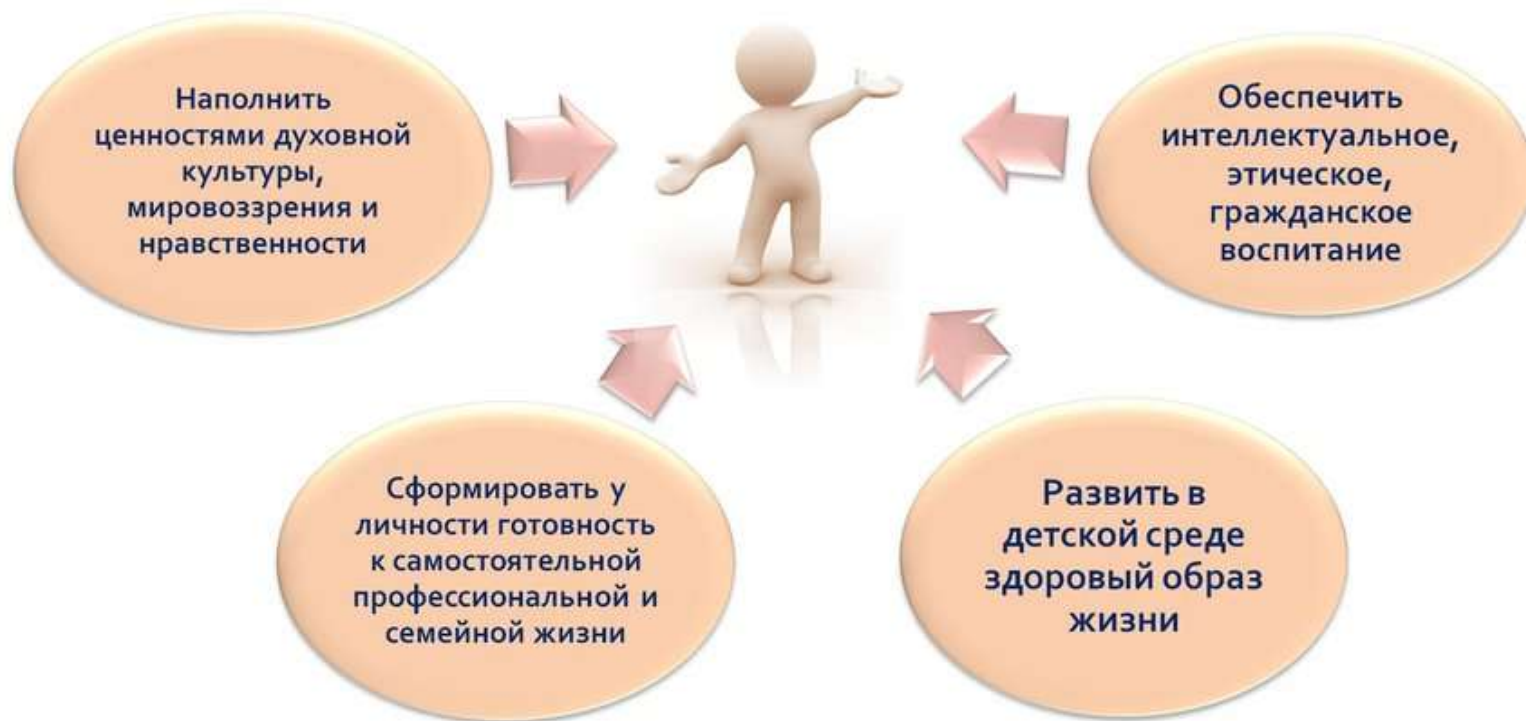 Наполнить
ценностями духовной
культуры,
мировоззрения и
нравственности
Обеспечить
интеллектуальное,
этическое,
гражданское
воспитание
Сформировать у
личности готовность
к самостоятельной
профессиональной и
семейной жизни
Развить в
детской среде
здоровый образ
жизни